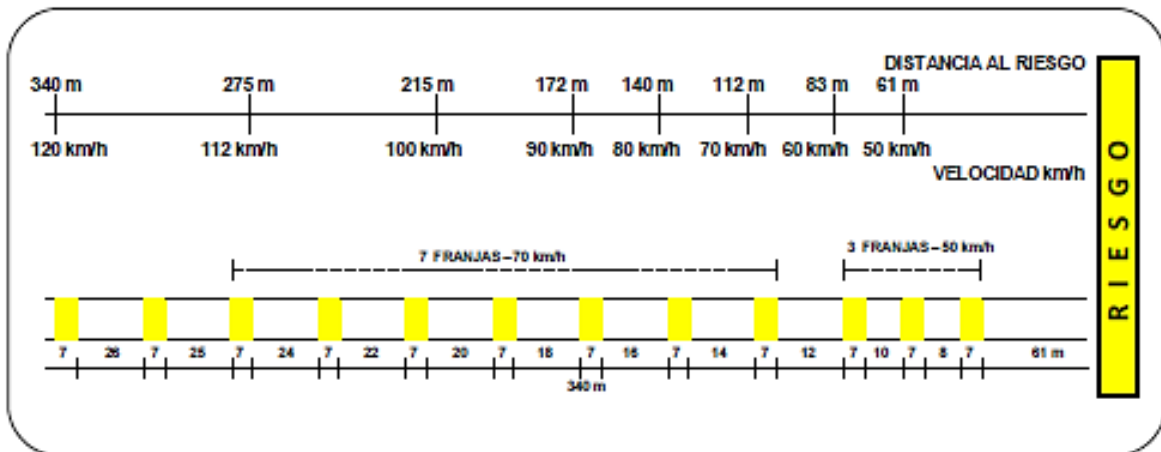 DISTANCIA AL RIESGO
340 m 275 m 215 m 172 m 140 m 112 m 83 m 61 m
120 km/h 112 km/h 100 km/h 90 km/h 80 km/h 70 km/h 60 km/h 50 km/h
VELOCIDAD km/h
7 FRANJAS - 70 km/h 3 FRANJAS - 50 km/h
7 26 7 25 7 24 7 22 7 20 7 18 7 16 7 14 7 12 7 10 7 8 7 61 m
340 m
RIESGO